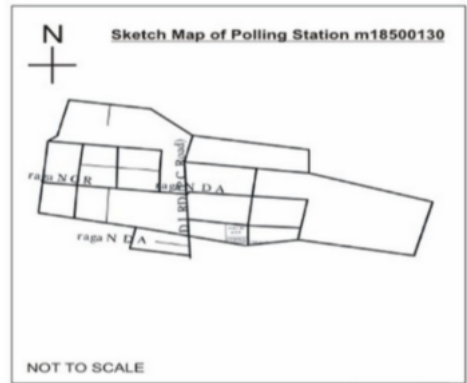 N
Sketch Map of Polling Station m18500130
raga N G R
raga N D A
raga N D A
NOT TO SCALE